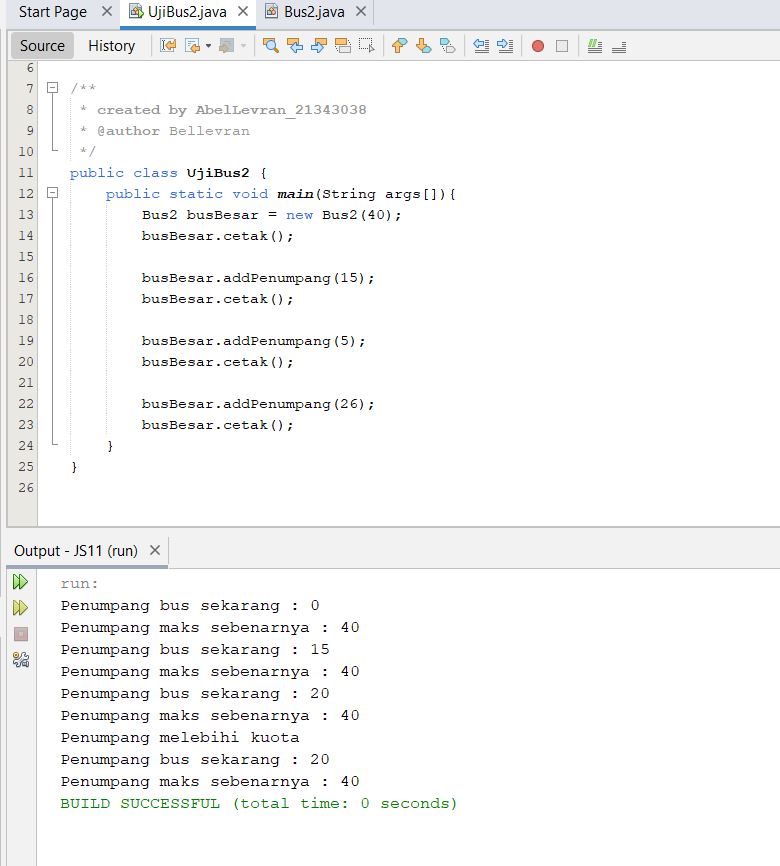 Start Page
UjiBus2.java
Bus2.java
Source
History
6
7 /**
8 * created by AbelLevran_21343038
9 * @author Bellevran
10 */
11 public class UjiBus2 {
12 public static void main(String args[]){
13 Bus2 busBesar = new Bus2(40);
14 busBesar.cetak();
15
16 busBesar.addPenumpang(15);
17 busBesar.cetak();
18
19 busBesar.addPenumpang(5);
20 busBesar.cetak();
21
22 busBesar.addPenumpang(26);
23 busBesar.cetak();
24 }
25 }
26
Output - JS11 (run)
run:
Penumpang bus sekarang : 0
Penumpang maks sebenarnya : 40
Penumpang bus sekarang : 15
Penumpang maks sebenarnya : 40
Penumpang bus sekarang : 20
Penumpang maks sebenarnya : 40
Penumpang melebihi kuota
Penumpang bus sekarang : 20
Penumpang maks sebenarnya : 40
BUILD SUCCESSFUL (total time: 0 seconds)